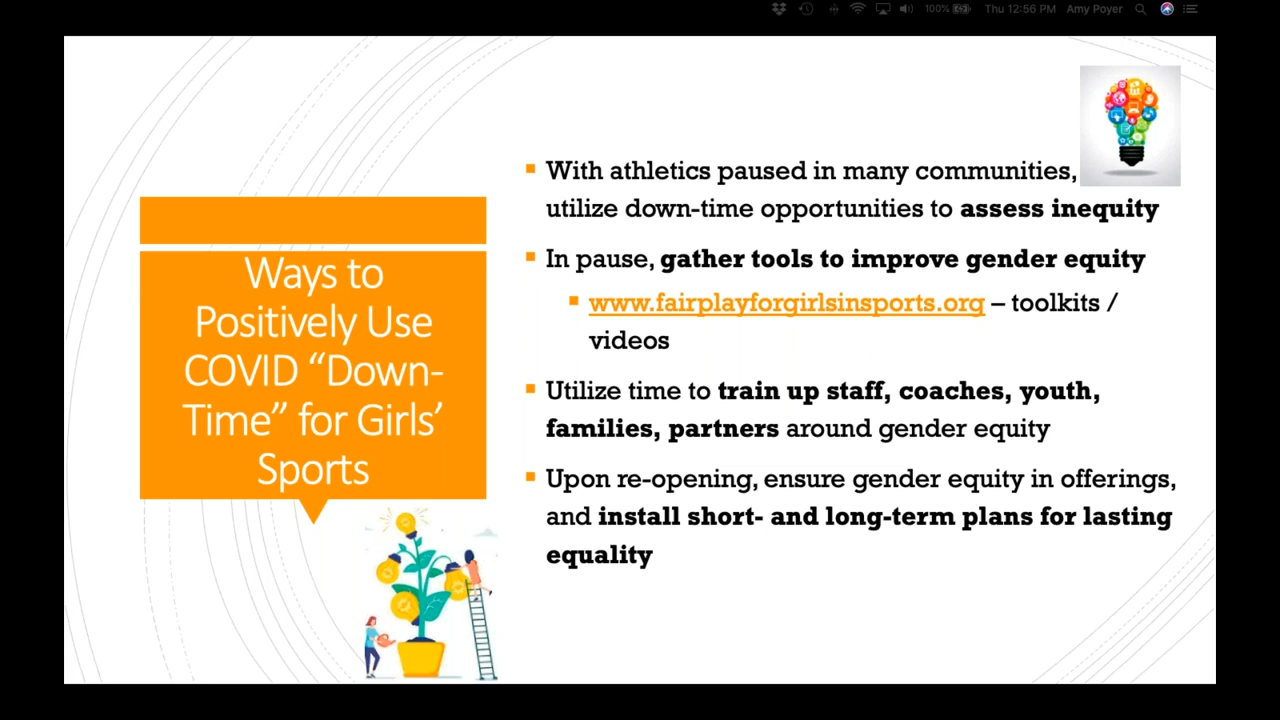 100% Thu 12:56 PM Amy Poyer
Ways to
Positively Use
COVID “Down-
Time” for Girls’
Sports
With athletics paused in many communities,
utilize down-time opportunities to assess inequity
In pause, gather tools to improve gender equity
www.fairplayforgirlsinsports.org – toolkits /
videos
Utilize time to train up staff, coaches, youth,
families, partners around gender equity
Upon re-opening, ensure gender equity in offerings,
and install short- and long-term plans for lasting
equality